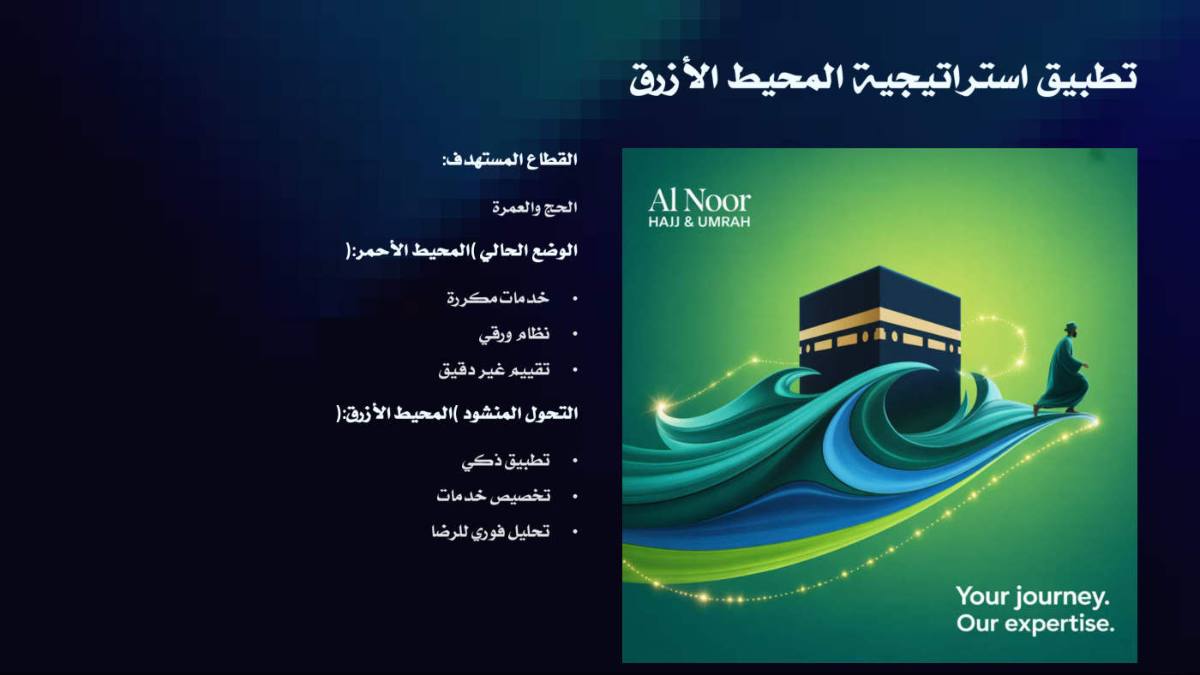 تطبيق استراتيجية المحيط الأزرق
القطاع المستهدف:
الحج والعمرة
الوضع الحالي )المحيط الأحمر:(
• خدمات مكررة
• نظام ورقي
• تقييم غير دقيق
التحول المنشود )المحيط الأزرق:(
• تطبيق ذكي
• تخصيص خدمات
• تحليل فوري للرضا
Al Noor
HAJJ & UMRAH
Your journey.
Our expertise.